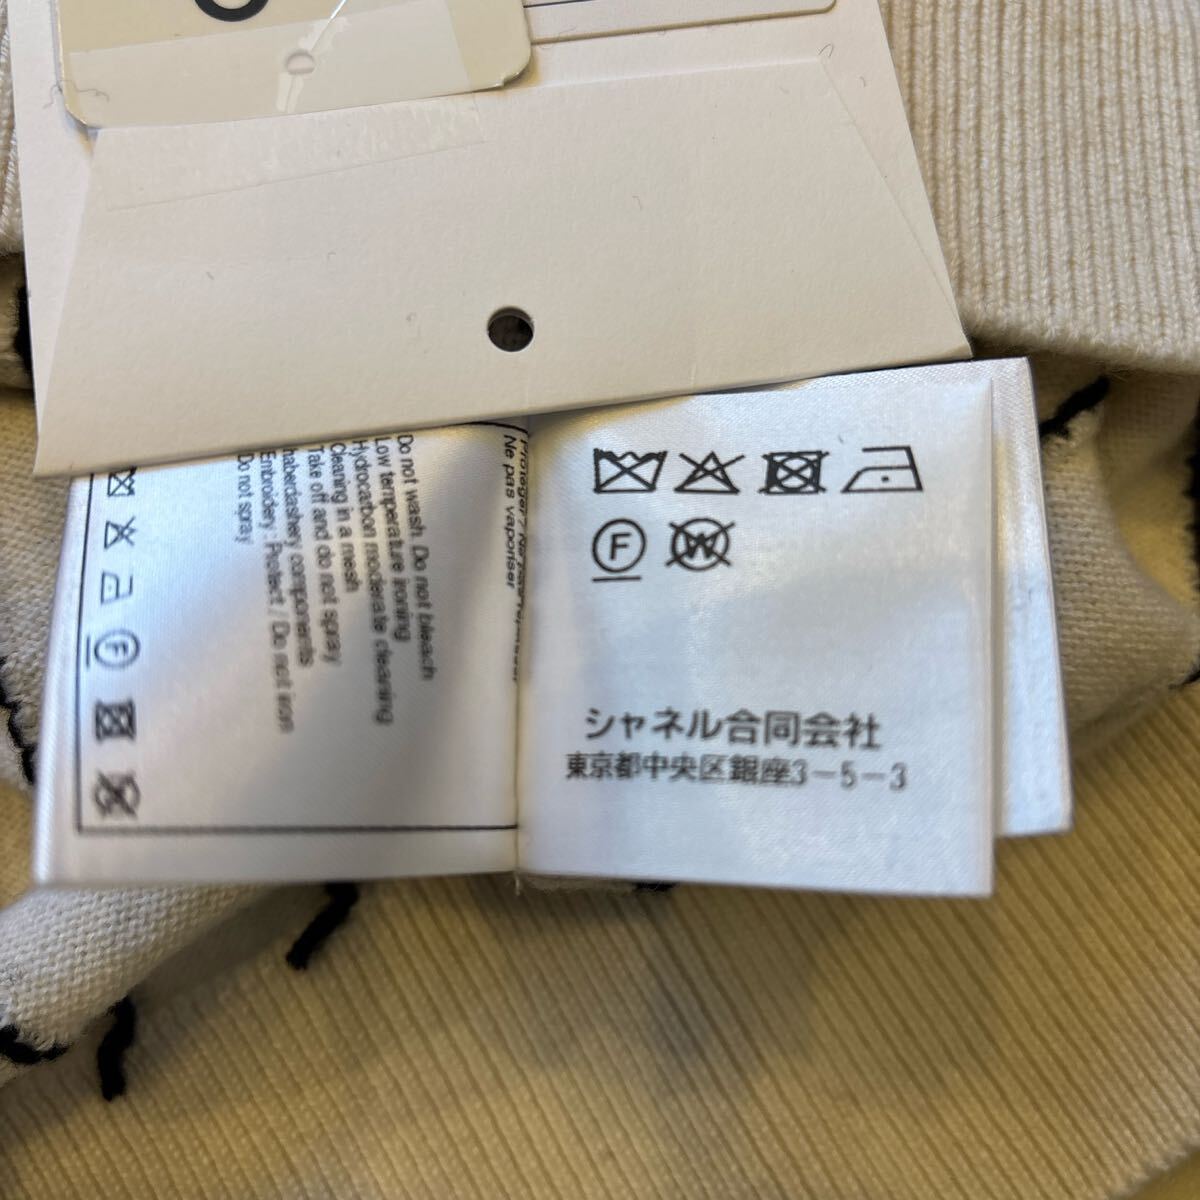 Do not wash. Do not bleach
Low temperature ironing
Hydrocarbon moderate cleaning
Cleaning in a mesh
Take off and do not spray
haberdashery components
Embroidery : Protect / Do not iron
Do not spray
Ne pas vaporiser
F
F
W
シャネル合同会社
東京都中央区銀座3-5-3